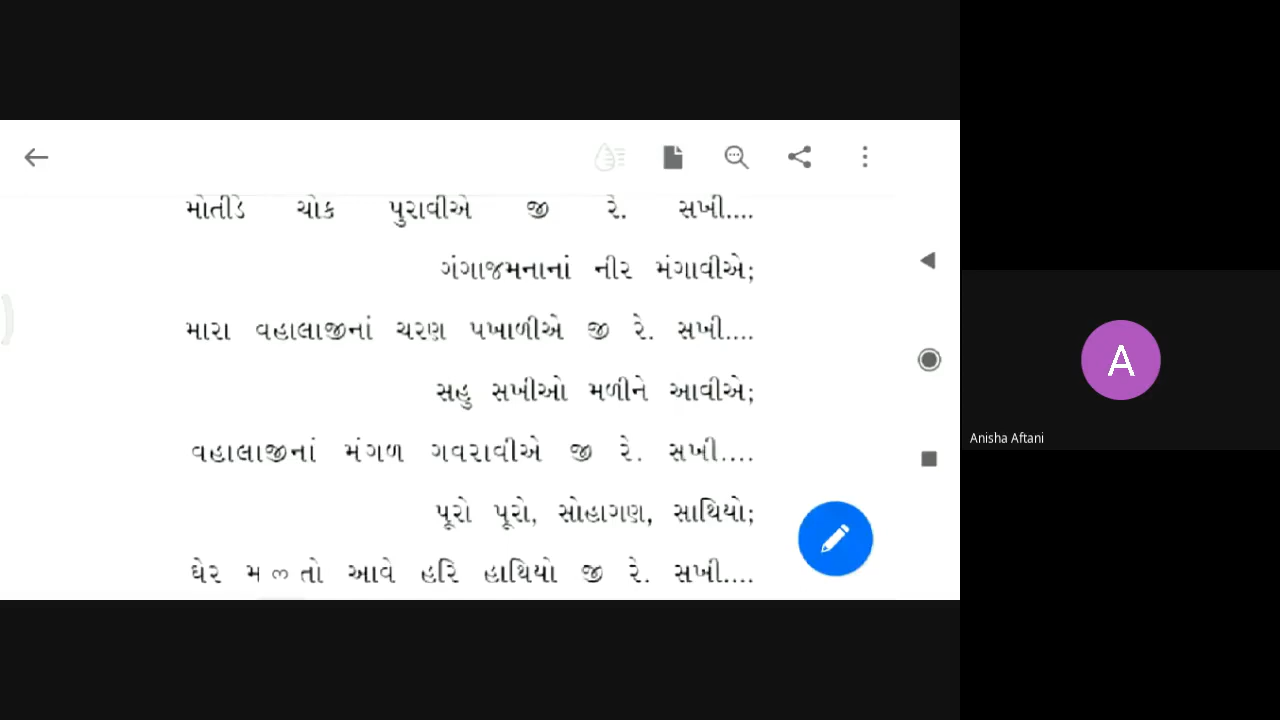 મોતીડે ચોક પુરાવીએ જી રે. સખી....
ગંગાજમનાનાં નીર મંગાવીએ;
મારા વહાલાજીનાં ચરણ પખાળીએ જી રે. સખી....
સહુ સખીઓ મળીને આવીએ;
વહાલાજીનાં મંગળ ગવરાવીએ જી રે. સખી....
પૂરો પૂરો, સોહાગણ, સાથિયો;
ઘેર આવે હરિ હાથિયો જી રે. સખી....
A
Anisha Aftani